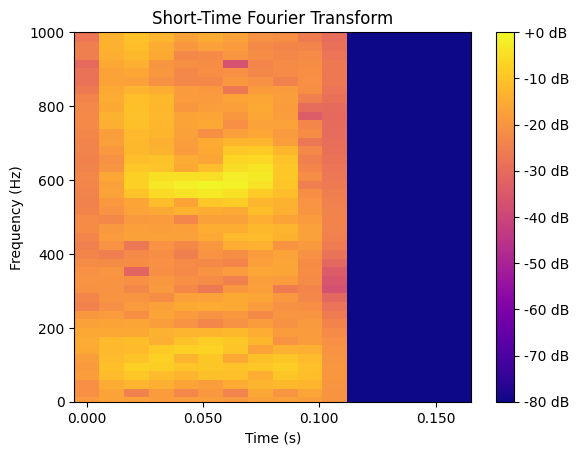 Short-Time Fourier Transform
1000
800
600
400
200
0
Frequency (Hz)
0.000
0.050
0.100
0.150
Time (s)
+0 dB
-10 dB
-20 dB
-30 dB
-40 dB
-50 dB
-60 dB
-70 dB
-80 dB